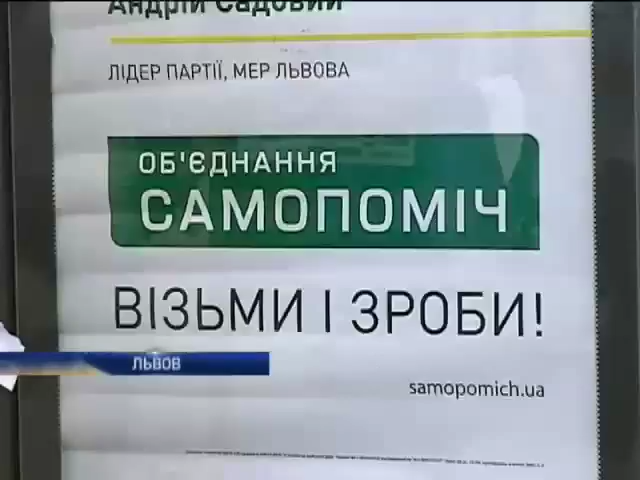 Андрій Садовий
ЛІДЕР ПАРТІЇ, МЕР ЛЬВОВА
ОБ'ЄДНАННЯ
САМОПОМІЧ
ВІЗЬМИ І ЗРОБИ!
ЛЬВОВ
samopomich.ua